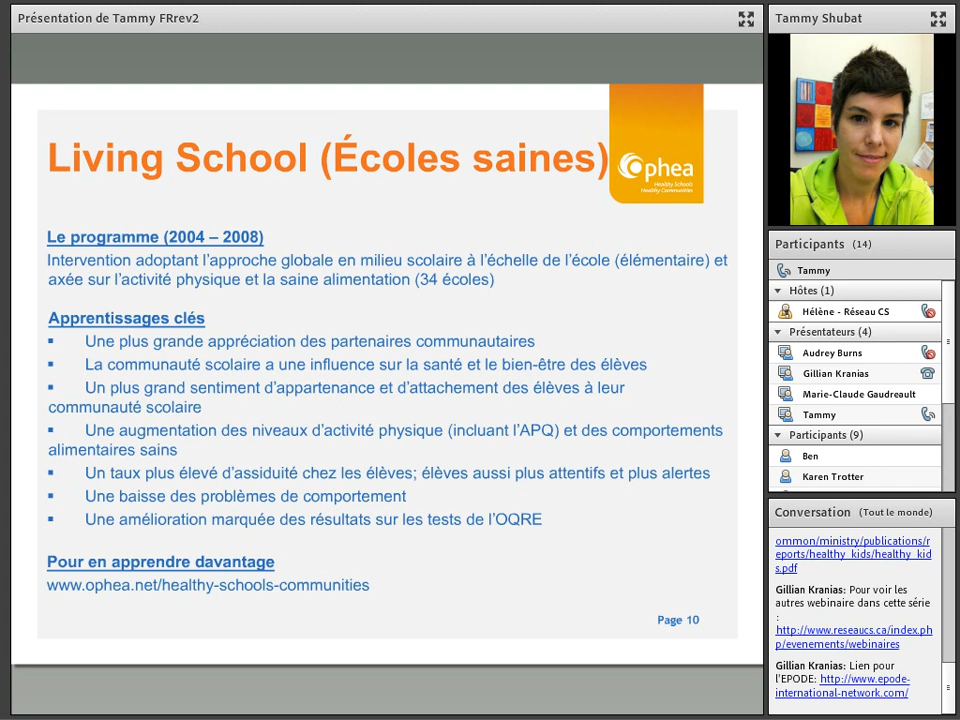 Présentation de Tammy FRrev2
Living School (Écoles saines)
Ophea
Healthy Schools
Healthy Communities
Le programme (2004 – 2008)
Intervention adoptant l’approche globale en milieu scolaire à l’échelle de l’école (élémentaire) et
axée sur l’activité physique et la saine alimentation (34 écoles)
Apprentissages clés
▪ Une plus grande appréciation des partenaires communautaires
▪ La communauté scolaire a une influence sur la santé et le bien-être des élèves
▪ Un plus grand sentiment d’appartenance et d’attachement des élèves à leur
communauté scolaire
▪ Une augmentation des niveaux d’activité physique (incluant l’APQ) et des comportements
alimentaires sains
▪ Un taux plus élevé d’assiduité chez les élèves; élèves aussi plus attentifs et plus alertes
▪ Une baisse des problèmes de comportement
▪ Une amélioration marquée des résultats sur les tests de l’OQRE
Pour en apprendre davantage
www.ophea.net/healthy-schools-communities
Page 10
Tammy Shubat
Participants (14)
Tammy
Hôtes (1)
Hélène - Réseau CS
Présentateurs (4)
Audrey Burns
Gillian Kranias
Marie-Claude Gaudreault
Tammy
Participants (9)
Ben
Karen Trotter
Conversation (Tout le monde)
ommon/ministry/publications/r
eports/healthy_kids/healthy_kid
s.pdf
Gillian Kranias: Pour voir les
autres webinaire dans cette série
:
http://www.reseaucs.ca/index.ph
p/evenements/webinaires
Gillian Kranias: Lien pour
l'EPODE: http://www.epode-
international-network.com/